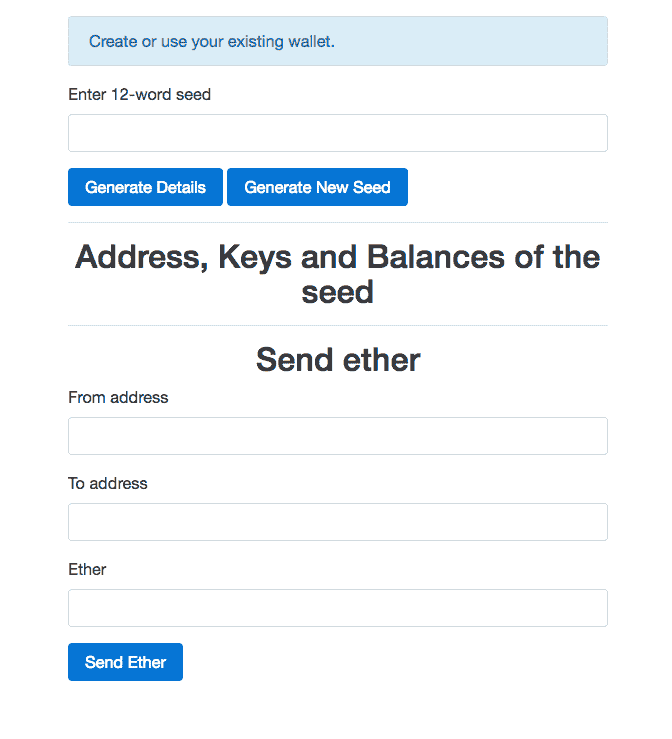 Create or use your existing wallet.
Enter 12-word seed
Generate Details Generate New Seed
Address, Keys and Balances of the
seed
Send ether
From address
To address
Ether
Send Ether